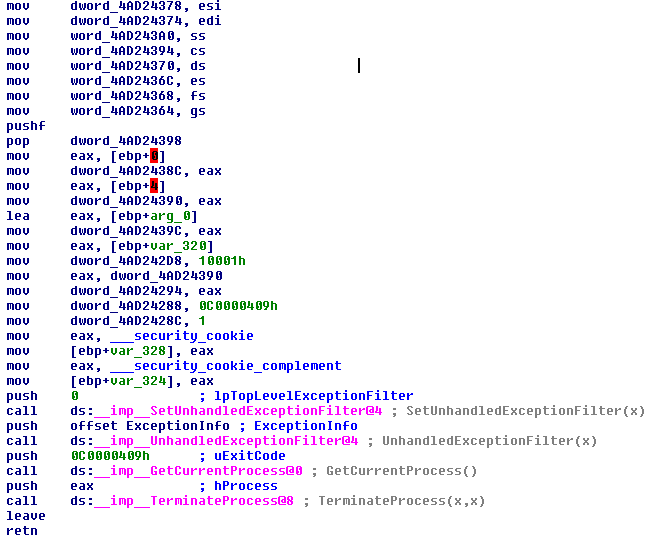 mov dword_4AD24378, esi
mov dword_4AD24374, edi
mov word_4AD243A0, ss
mov word_4AD24394, cs
mov word_4AD24370, ds
mov word_4AD2436C, es
mov word_4AD24368, fs
mov word_4AD24364, gs
pushf
pop dword_4AD24398
mov eax, [ebp+0]
mov dword_4AD2438C, eax
mov eax, [ebp+4]
mov dword_4AD24390, eax
lea eax, [ebp+arg_0]
mov dword_4AD2439C, eax
mov eax, [ebp+var_320]
mov dword_4AD242D8, 10001h
mov eax, dword_4AD24390
mov dword_4AD24294, eax
mov dword_4AD24288, 0C0000409h
mov dword_4AD2428C, 1
mov eax, ___security_cookie
mov [ebp+var_328], eax
mov eax, ___security_cookie_complement
mov [ebp+var_324], eax
push 0 ; lpTopLevelExceptionFilter
call ds:__imp__SetUnhandledExceptionFilter@4 ; SetUnhandledExceptionFilter(x)
push offset ExceptionInfo ; ExceptionInfo
call ds:__imp__UnhandledExceptionFilter@4 ; UnhandledExceptionFilter(x)
push 0C0000409h ; uExitCode
call ds:__imp__GetCurrentProcess@0 ; GetCurrentProcess()
push eax ; hProcess
call ds:__imp__TerminateProcess@8 ; TerminateProcess(x,x)
leave
retn